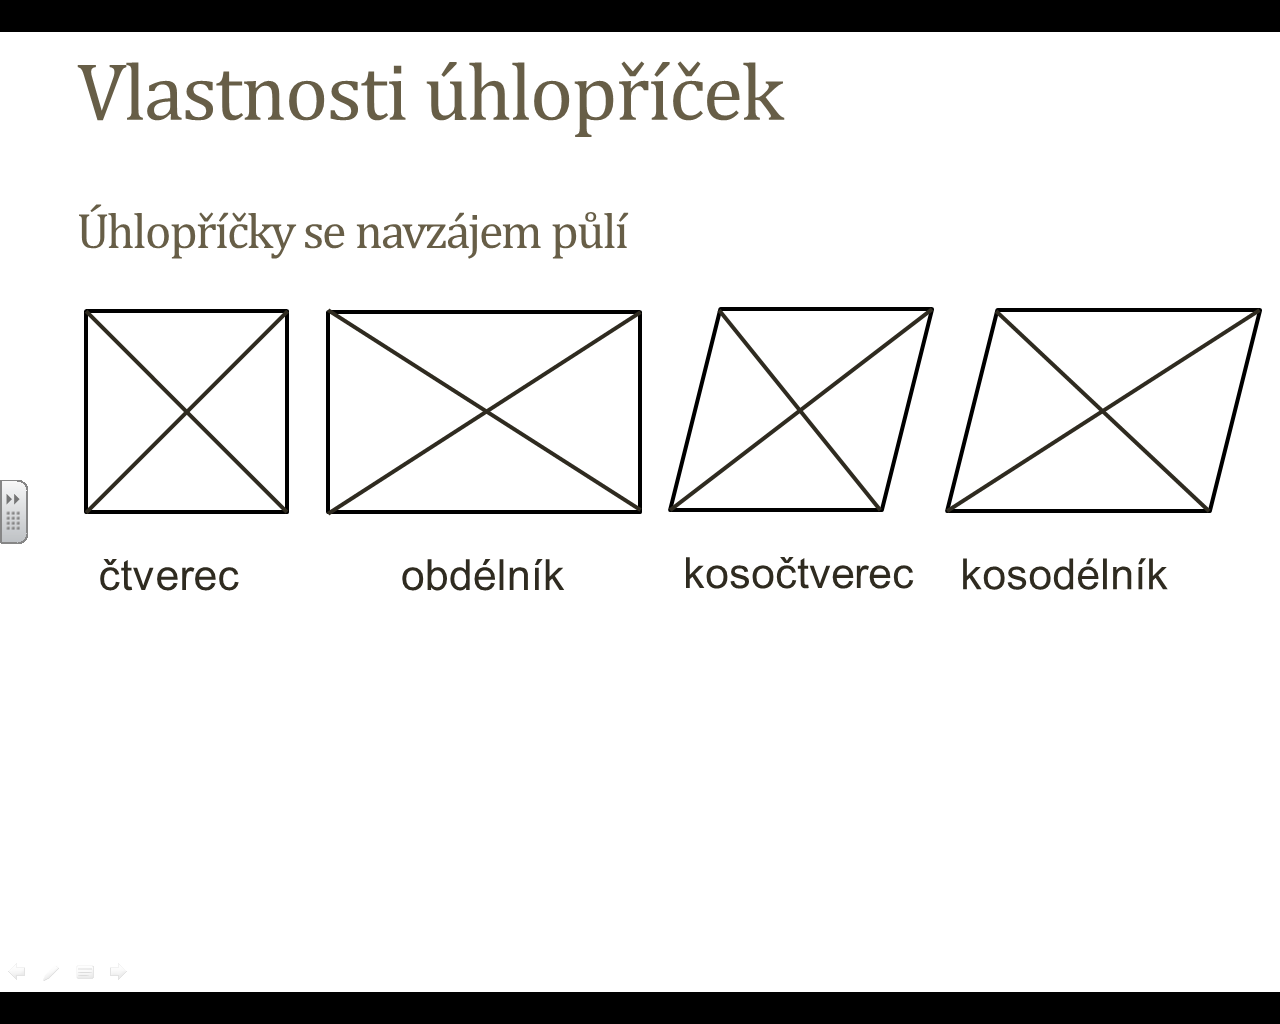 Vlastnosti úhlopříček
Úhlopříčky se navzájem půlí
čtverec obdélník kosočtverec kosodélník